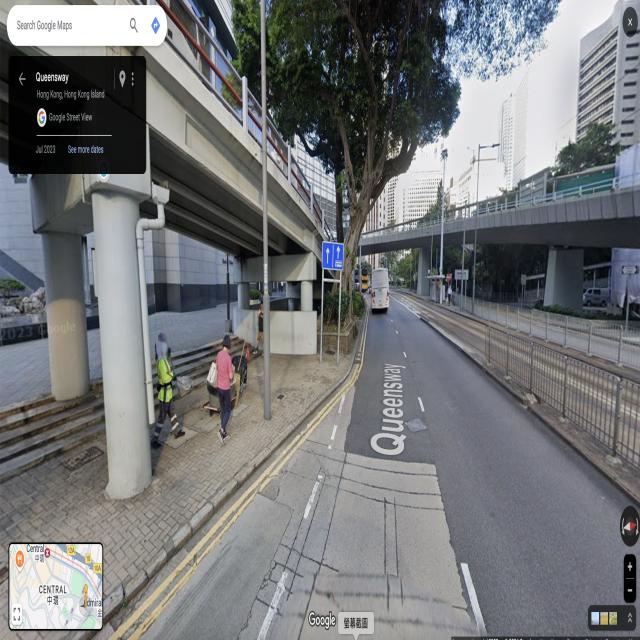 Search Google Maps
Queensway
Hong Kong, Hong Kong Island
Google Street View
Jul 2023 See more dates
Google
Queensway
Central
中環
CENTRAL
中環
Google 螢幕截圖